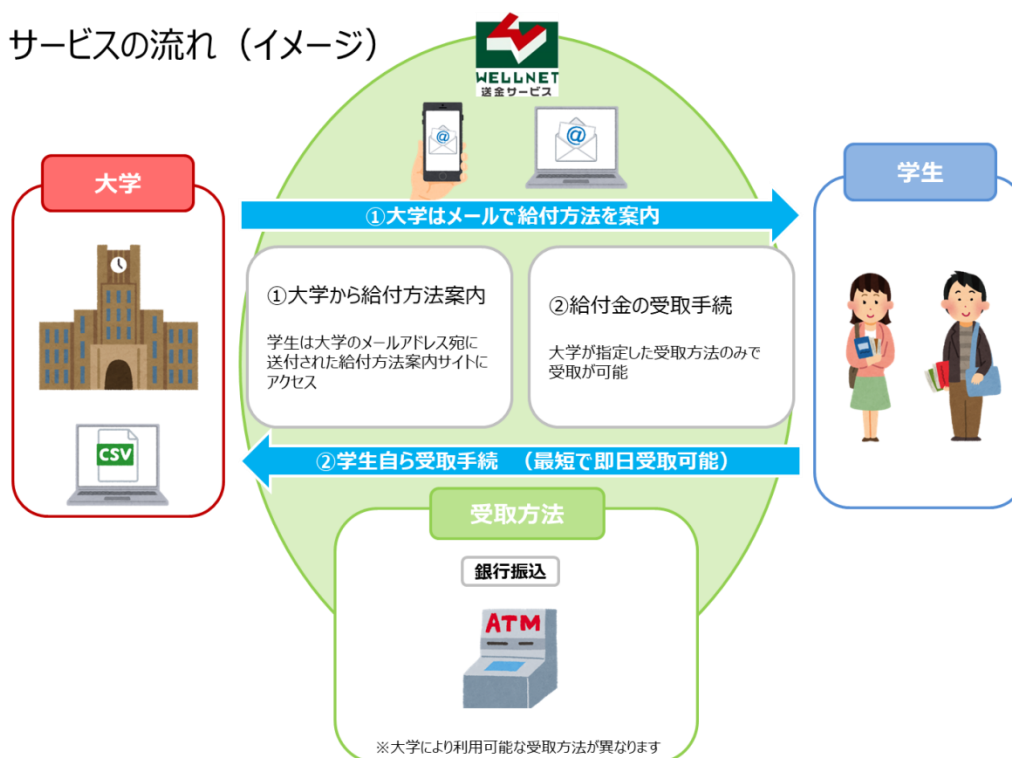 サービスの流れ（イメージ）
WELLNET
送金サービス
@
@
大学
学生
①大学はメールで給付方法を案内
①大学から給付方法案内
学生は大学のメールアドレス宛に
送付された給付方法案内サイトに
アクセス
②給付金の受取手続
大学が指定した受取方法のみで
受取が可能
CSV
②学生自ら受取手続　（最短で即日受取可能）
受取方法
銀行振込
ATM
※大学により利用可能な受取方法が異なります